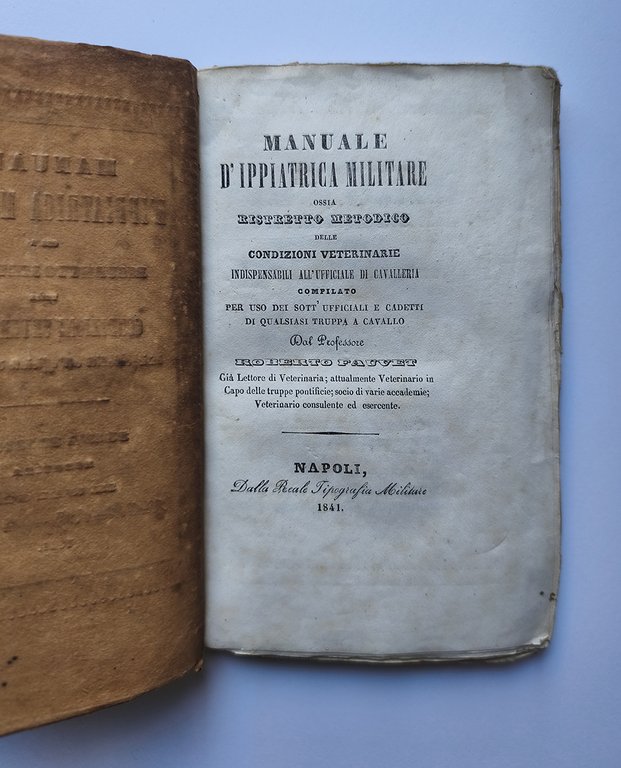 MANUALE
D'IPPIATRICA MILITARE
OSSIA
RISTRETTO METODICO
DELLE
CONDIZIONI VETERINARIE
INDISPENSABILI ALL'UFFICIALE DI CAVALLERIA
COMPILATO
PER USO DEI SOTT' UFFICIALI E CADETTI
DI QUALSIASI TRUPPA A CAVALLO
Dal Professore
ROBERTO FAUVET
Già Lettore di Veterinaria; attualmente Veterinario in
Capo delle truppe pontificie; socio di varie accademie;
Veterinario consulente ed esercente.
NAPOLI,
Dalla Reale Tipografia Militare
1841.